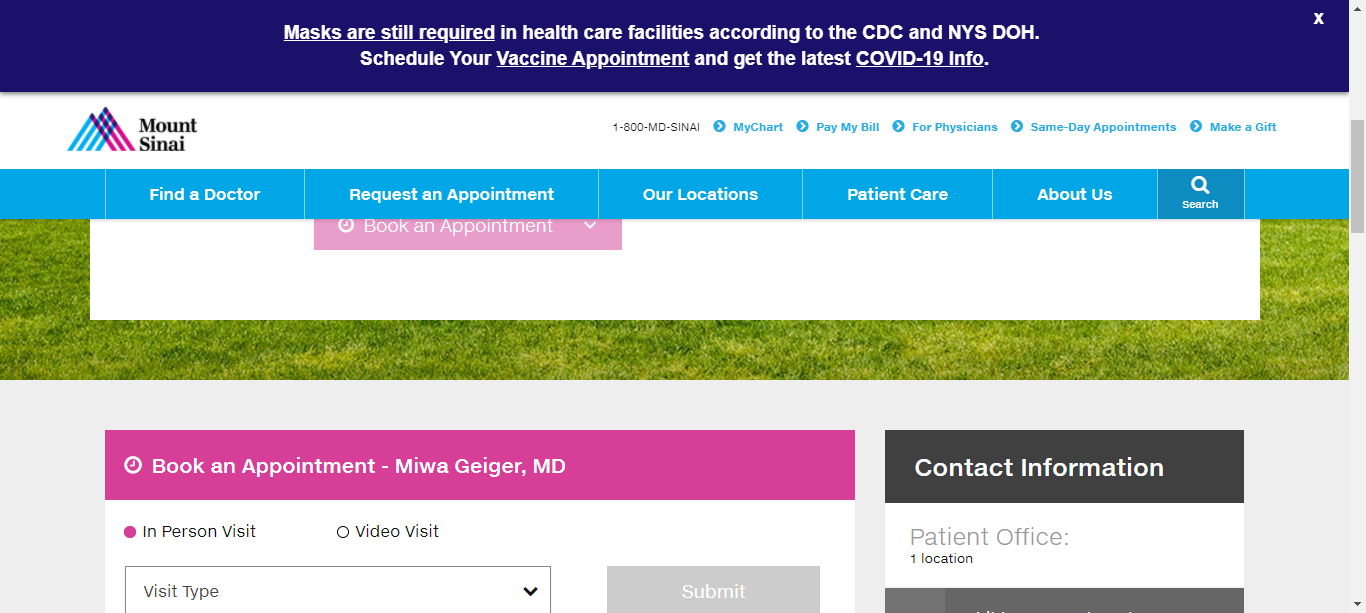 Masks are still required in health care facilities according to the CDC and NYS DOH.
X
Schedule Your Vaccine Appointment and get the latest COVID-19 Info.
Mount
Sinai
1-800-MD-SINAI MyChart Pay My Bill For Physicians Same-Day Appointments Make a Gift
Find a Doctor Request an Appointment Our Locations Patient Care About Us Search
Book an Appointment
Book an Appointment - Miwa Geiger, MD
In Person Visit Video Visit
Visit Type Submit
Contact Information
Patient Office:
1 location